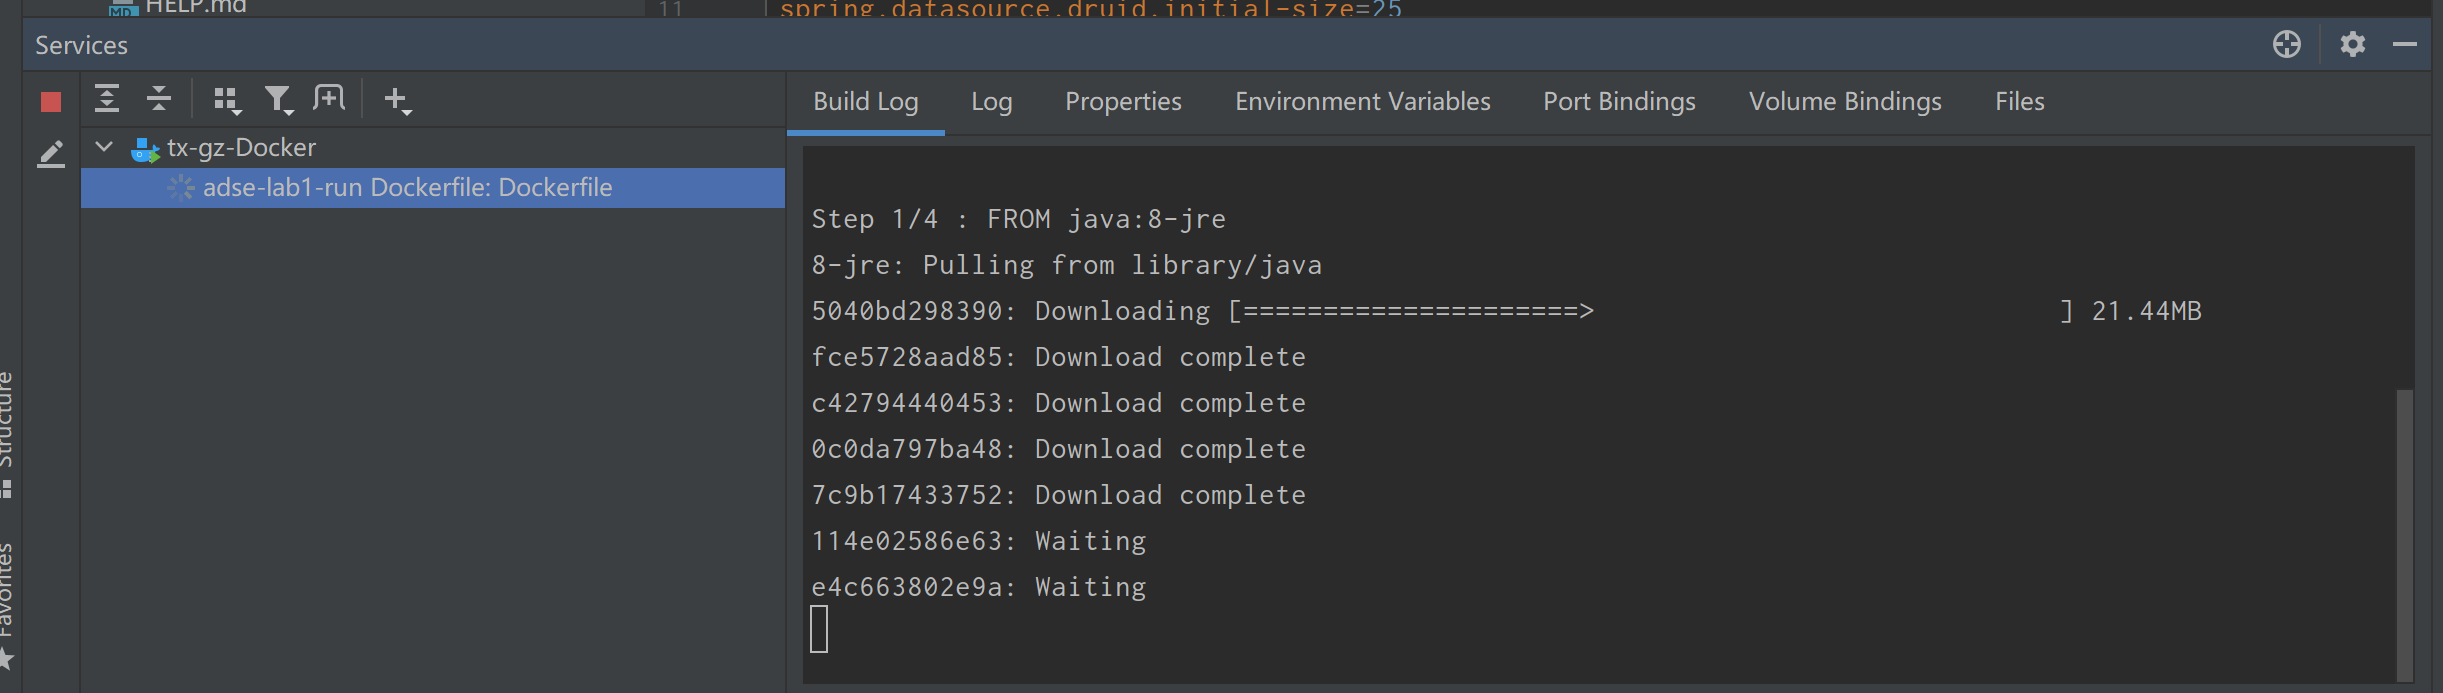 HELP.md
11 spring.datasource.druid.initial-size=25
Services
Build Log Log Properties Environment Variables Port Bindings Volume Bindings Files
tx-gz-Docker
adse-lab1-run Dockerfile: Dockerfile
Step 1/4 : FROM java:8-jre
8-jre: Pulling from library/java
5040bd298390: Downloading [=====================> ] 21.44MB
fce5728aad85: Download complete
c42794440453: Download complete
0c0da797ba48: Download complete
7c9b17433752: Download complete
114e02586e63: Waiting
e4c663802e9a: Waiting
Structure
Favorites
MD